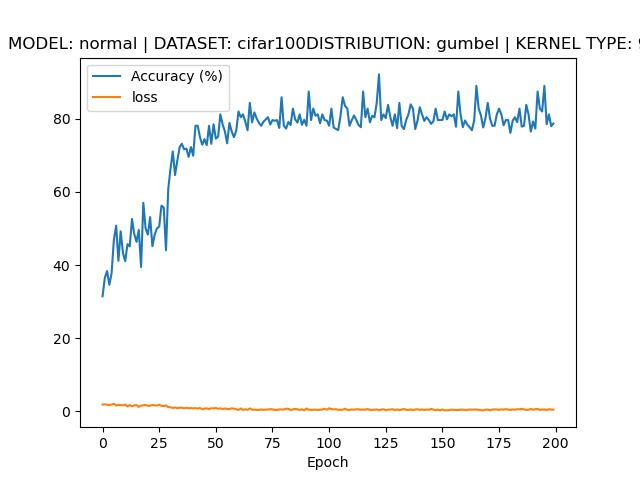 MODEL: normal | DATASET: cifar100DISTRIBUTION: gumbel | KERNEL TYPE:
Accuracy (%)
loss
80
60
40
20
0
0 25 50 75 100 125 150 175 200
Epoch